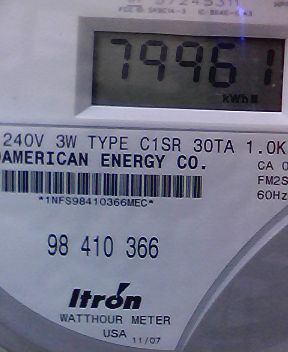 79961
kWh
240V 3W TYPE C1SR 30TA 1.0K
AMERICAN ENERGY CO.
CA 0
FM2S
60Hz
*1NFS98410366MEC*
98 410 366
Itron
WATTHOUR METER
USA 11/07